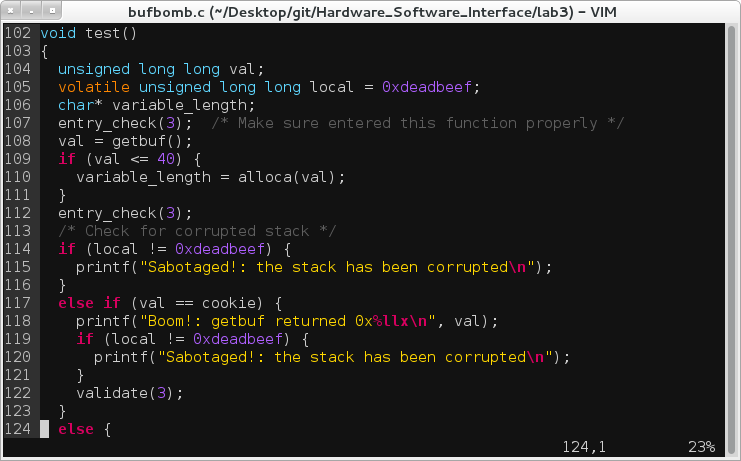 bufbomb.c (~/Desktop/git/Hardware_Software_Interface/lab3) - VIM
102 void test()
103 {
104   unsigned long long val;
105   volatile unsigned long long local = 0xdeadbeef;
106   char* variable_length;
107   entry_check(3);  /* Make sure entered this function properly */
108   val = getbuf();
109   if (val <= 40) {
110     variable_length = alloca(val);
111   }
112   entry_check(3);
113   /* Check for corrupted stack */
114   if (local != 0xdeadbeef) {
115     printf("Sabotaged!: the stack has been corrupted\n");
116   }
117   else if (val == cookie) {
118     printf("Boom!: getbuf returned 0x%llx\n", val);
119     if (local != 0xdeadbeef) {
120       printf("Sabotaged!: the stack has been corrupted\n");
121     }
122     validate(3);
123   }
124   else {
124,1 23%